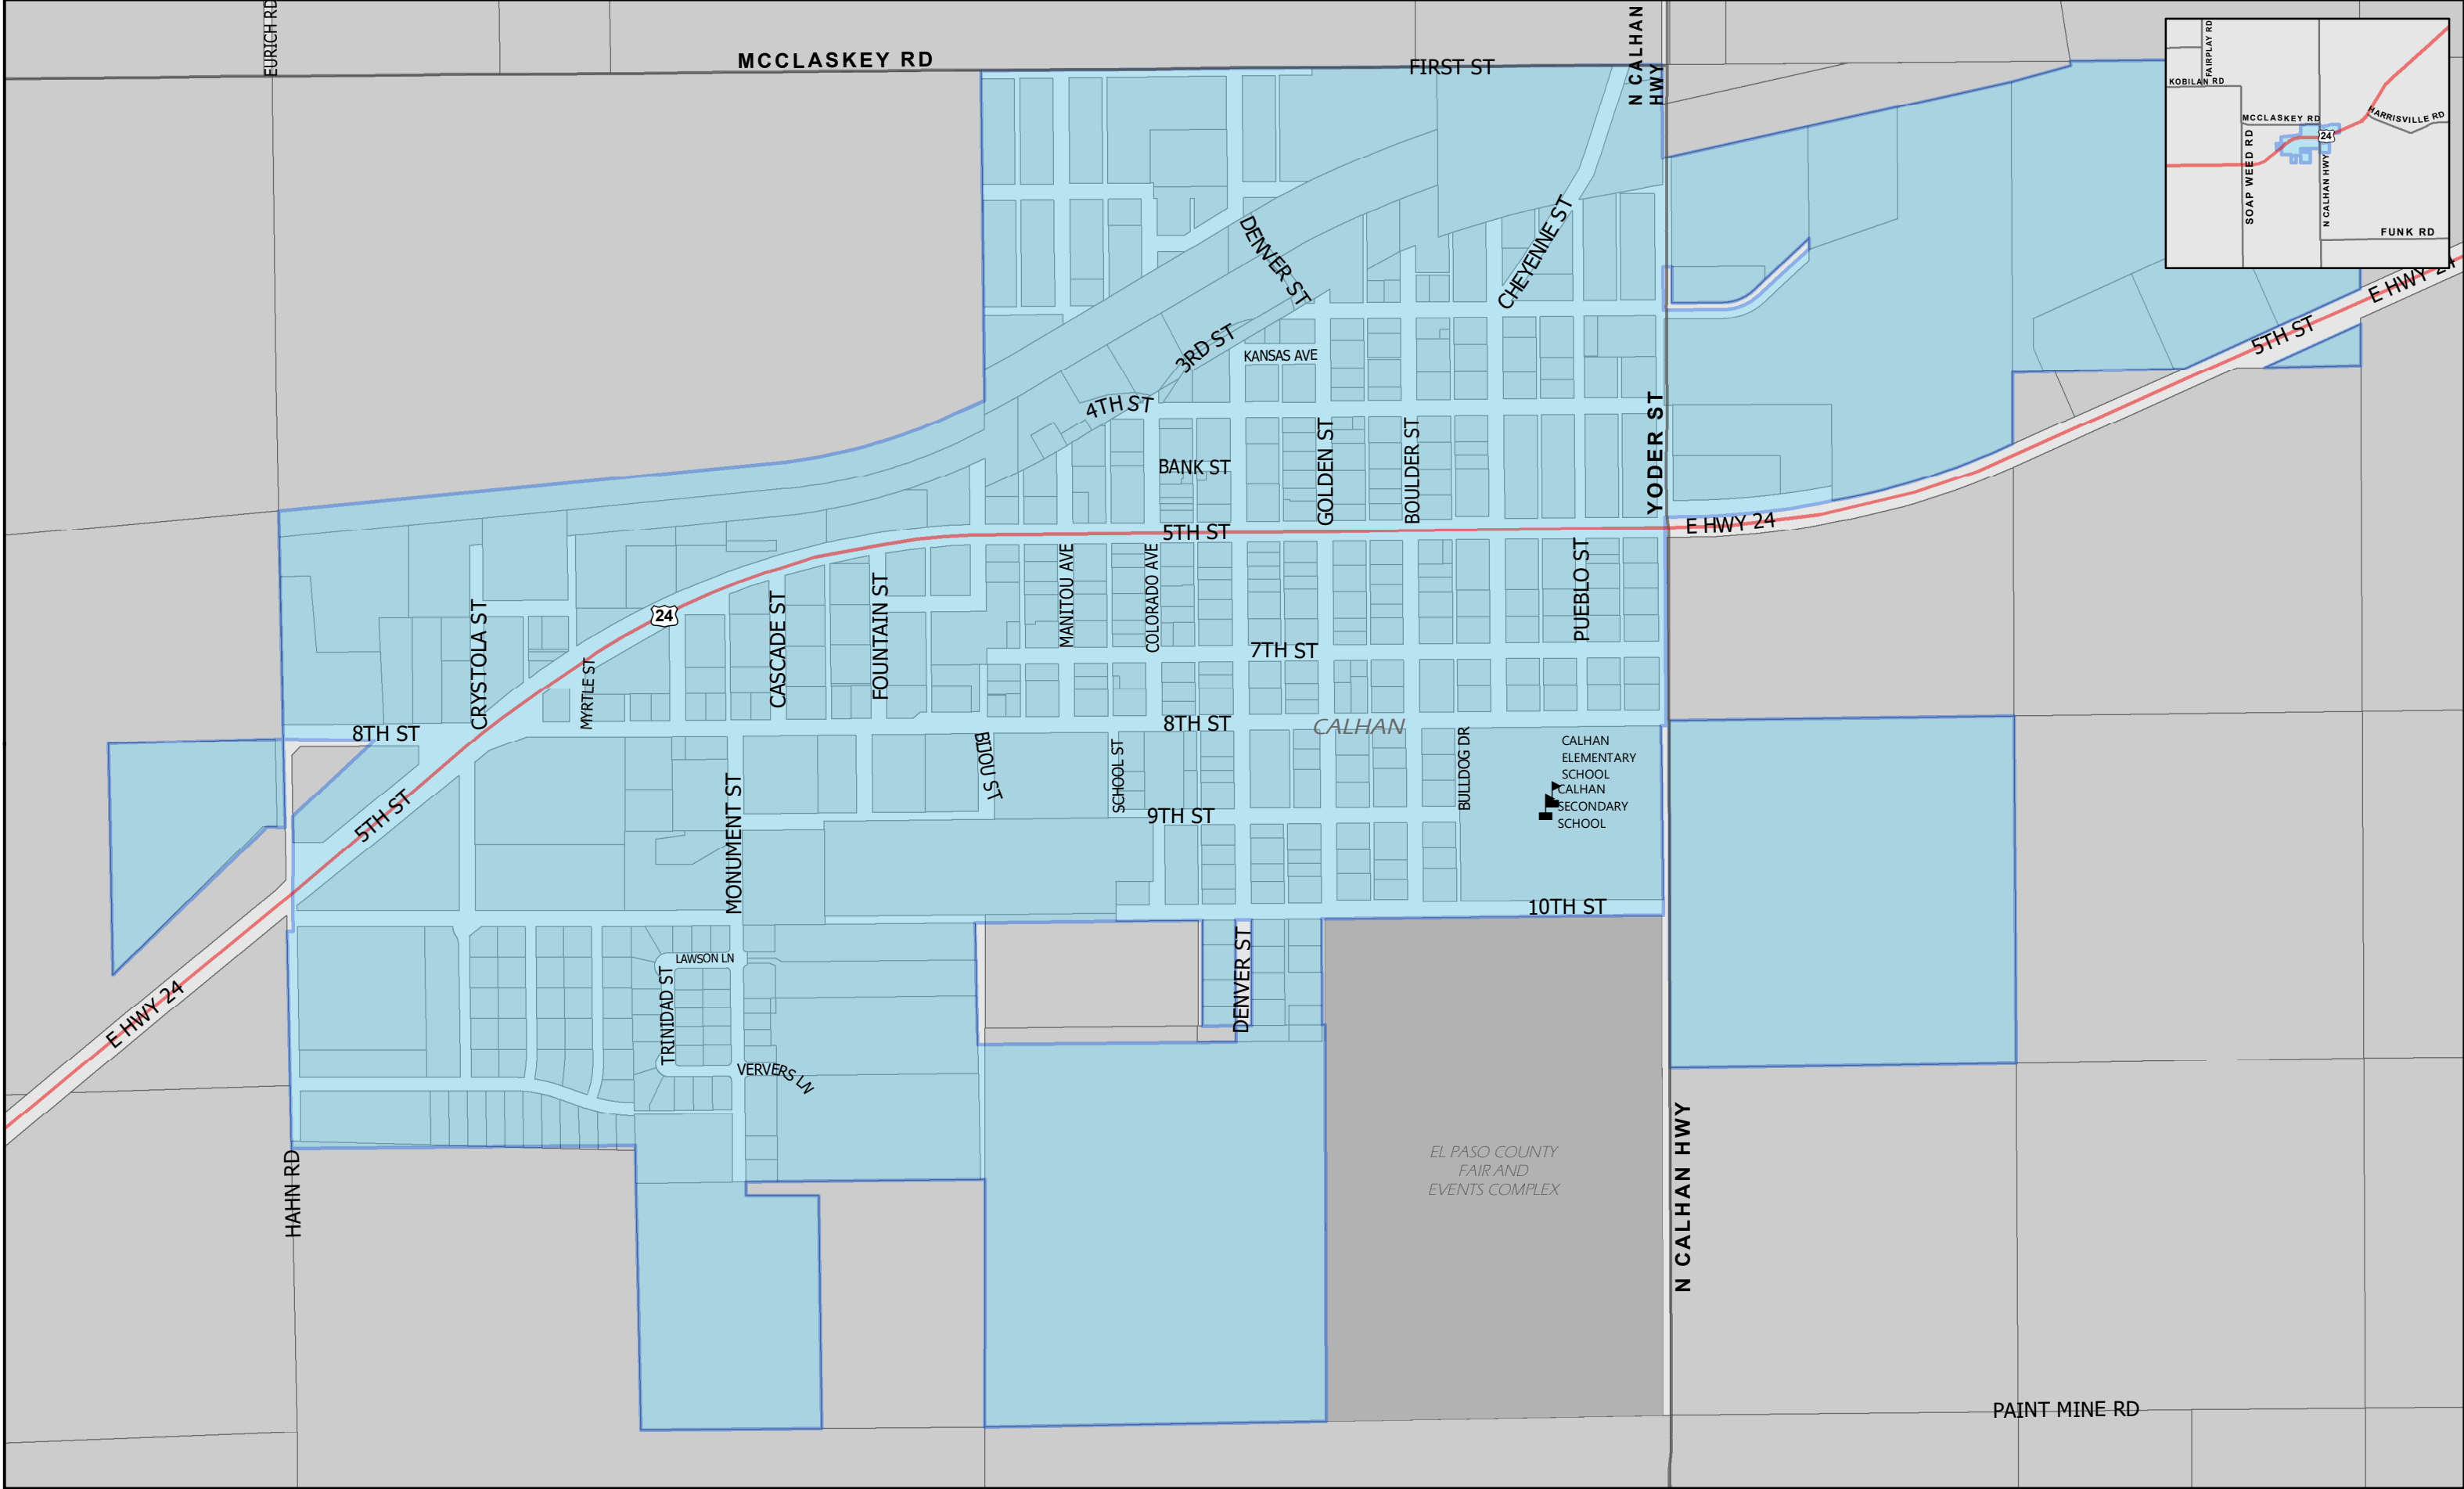 EURICH RD
MCCLASKEY RD
FIRST ST
N CALHAN
HWY
FAIRPLAY RD
KOBILAN RD
MCCLASKEY RD
HARRISVILLE RD
24
SOAP WEED RD
N CALHAN HWY
FUNK RD
E HWY 24
5TH ST
DENVER ST
CHEYENNE ST
3RD ST
KANSAS AVE
4TH ST
BANK ST
GOLDEN ST
BOULDER ST
YODER ST
5TH ST
E HWY 24
CRYSTOLA ST
24
MYRTLE ST
CASCADE ST
FOUNTAIN ST
MANITOU AVE
COLORADO AVE
PUEBLO ST
7TH ST
8TH ST
8TH ST
CALHAN
5TH ST
MONUMENT ST
BIJOU ST
SCHOOL ST
9TH ST
BULLDOG DR
CALHAN
ELEMENTARY
SCHOOL
CALHAN
SECONDARY
SCHOOL
10TH ST
E HWY 24
LAWSON LN
TRINIDAD ST
VERVERS LN
DENVER ST
HAHN RD
EL PASO COUNTY
FAIR AND
EVENTS COMPLEX
N CALHAN HWY
PAINT MINE RD